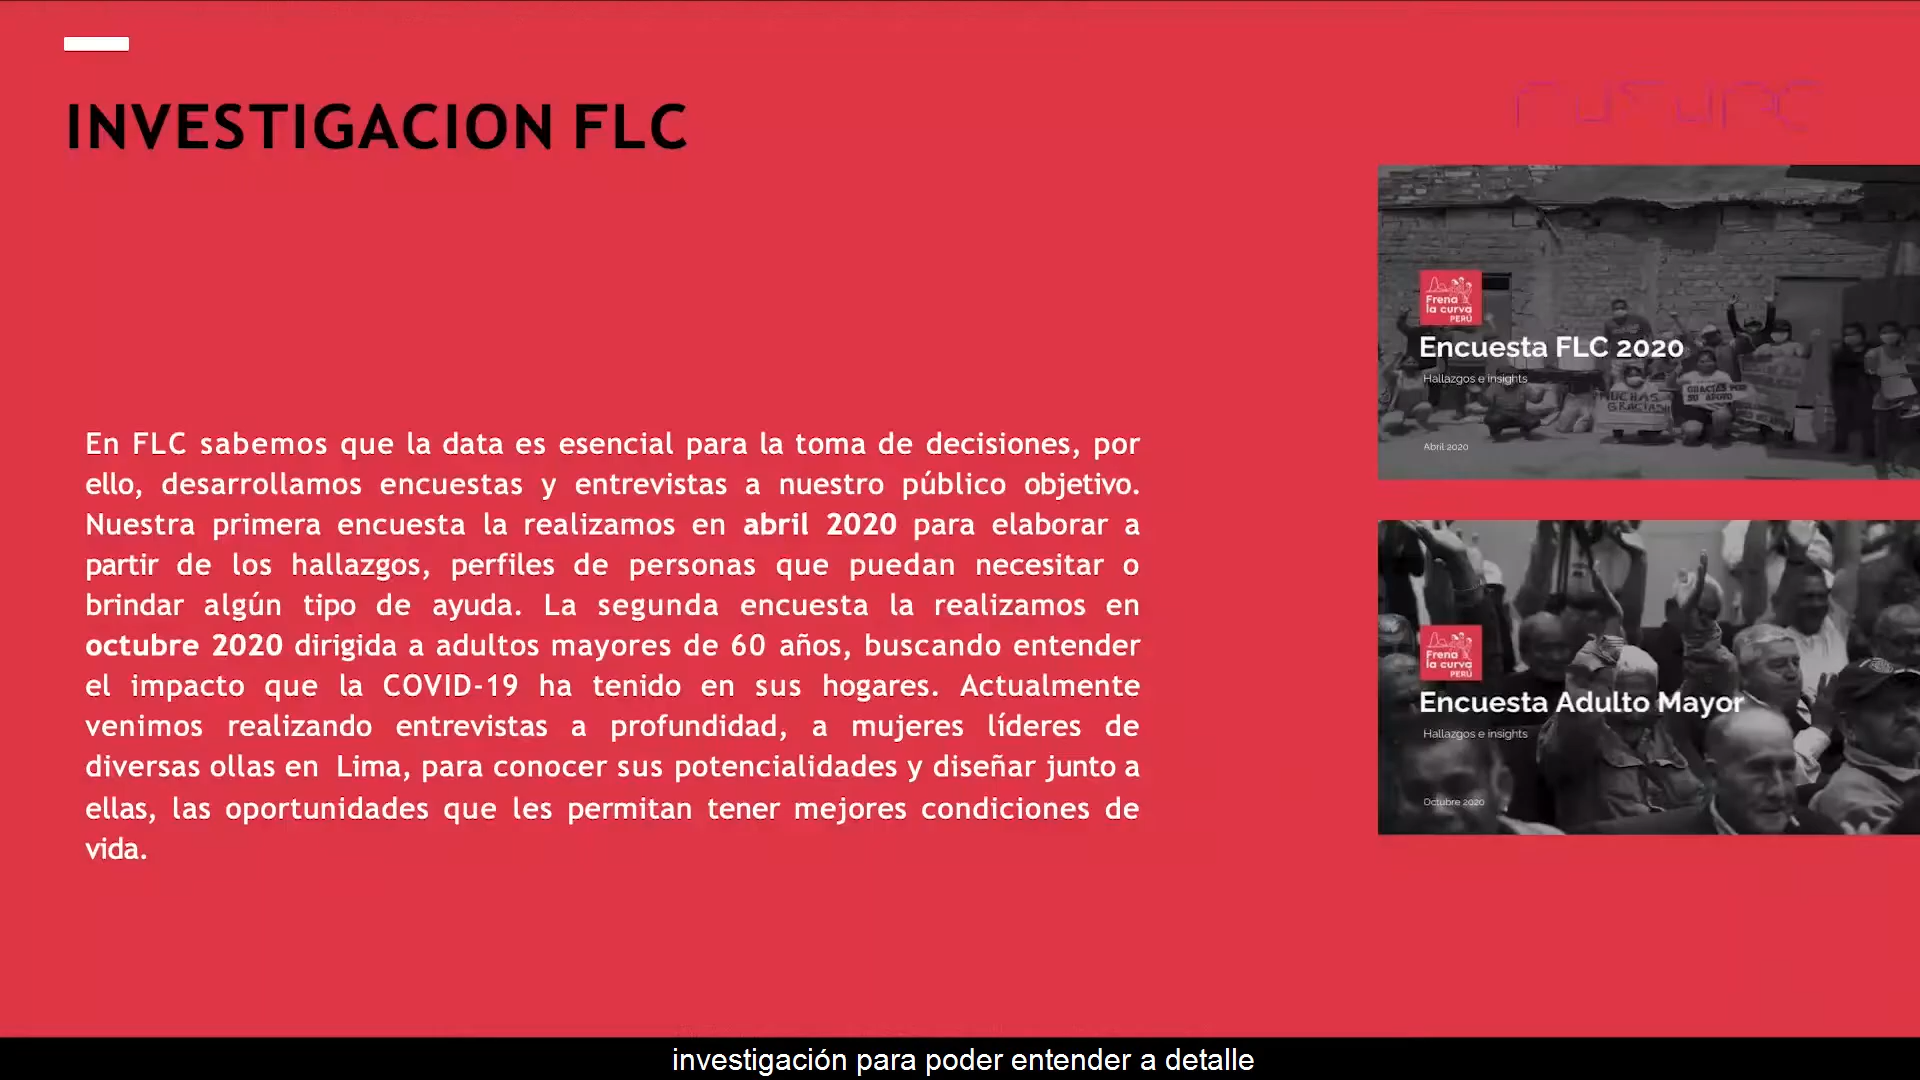 INVESTIGACION FLC
En FLC sabemos que la data es esencial para la toma de decisiones, por
ello, desarrollamos encuestas y entrevistas a nuestro público objetivo.
Nuestra primera encuesta la realizamos en abril 2020 para elaborar a
partir de los hallazgos, perfiles de personas que puedan necesitar o
brindar algún tipo de ayuda. La segunda encuesta la realizamos en
octubre 2020 dirigida a adultos mayores de 60 años, buscando entender
el impacto que la COVID-19 ha tenido en sus hogares. Actualmente
venimos realizando entrevistas a profundidad, a mujeres líderes de
diversas ollas en Lima, para conocer sus potencialidades y diseñar junto a
ellas, las oportunidades que les permitan tener mejores condiciones de
vida.
Frena
la curva
PERÚ
Encuesta FLC 2020
Hallazgos e insights
MUCHAS
GRACIAS
GRACIAS POR
SU APOYO
Abril 2020
Frena
la curva
PERÚ
Encuesta Adulto Mayor
Hallazgos e insights
Octubre 2020
investigación para poder entender a detalle